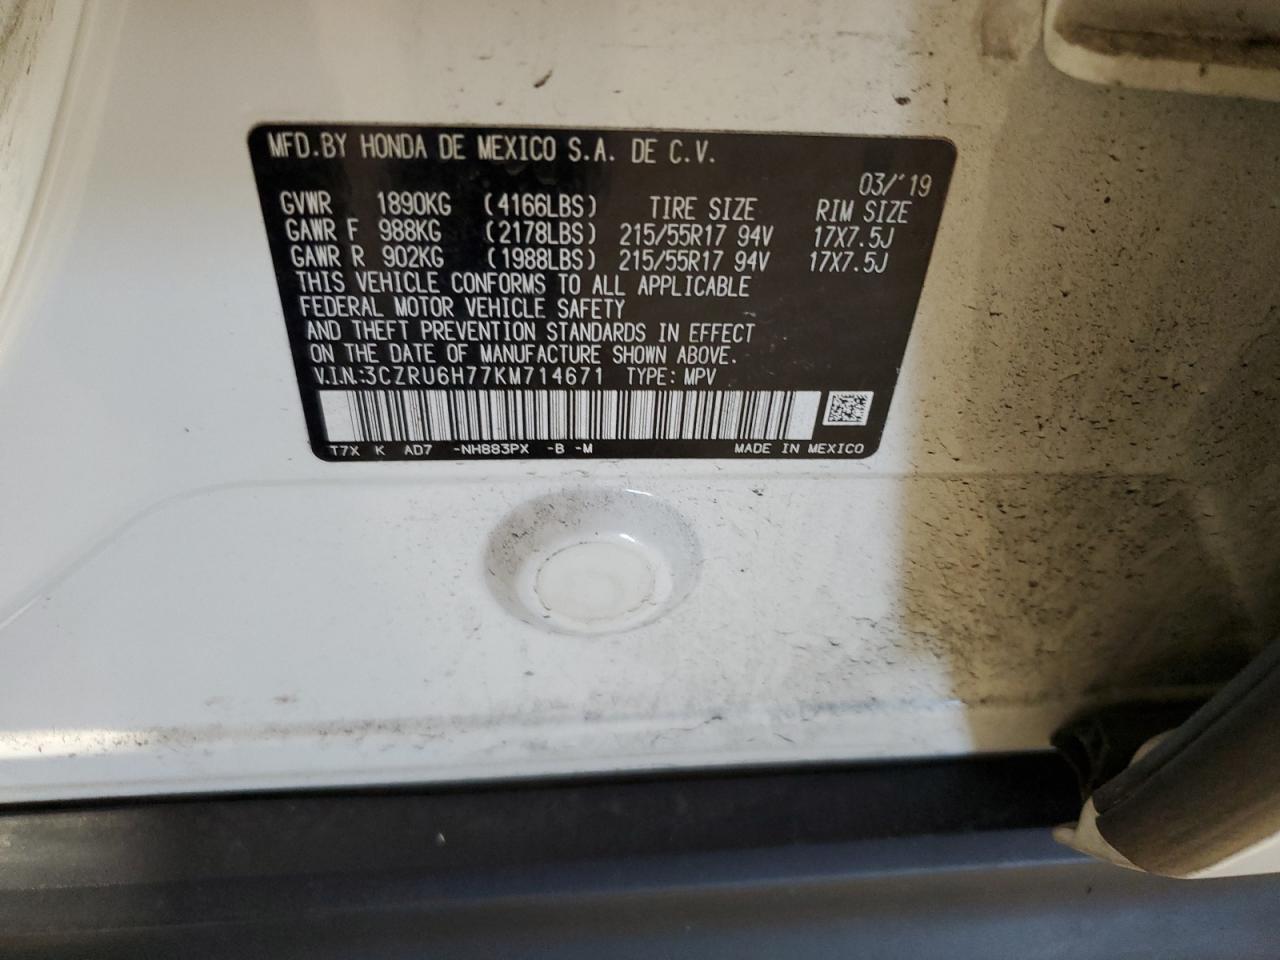 MFD.BY HONDA DE MEXICO S.A. DE C.V.
03/'19
GVWR 1890KG (4166LBS) TIRE SIZE RIM SIZE
GAWR F 988KG (2178LBS) 215/55R17 94V 17X7.5J
GAWR R 902KG (1988LBS) 215/55R17 94V 17X7.5J
THIS VEHICLE CONFORMS TO ALL APPLICABLE
FEDERAL MOTOR VEHICLE SAFETY
AND THEFT PREVENTION STANDARDS IN EFFECT
ON THE DATE OF MANUFACTURE SHOWN ABOVE.
V.I.N.:3CZRU6H77KM714671 TYPE: MPV
T7X K AD7 -NH883PX -B -M MADE IN MEXICO